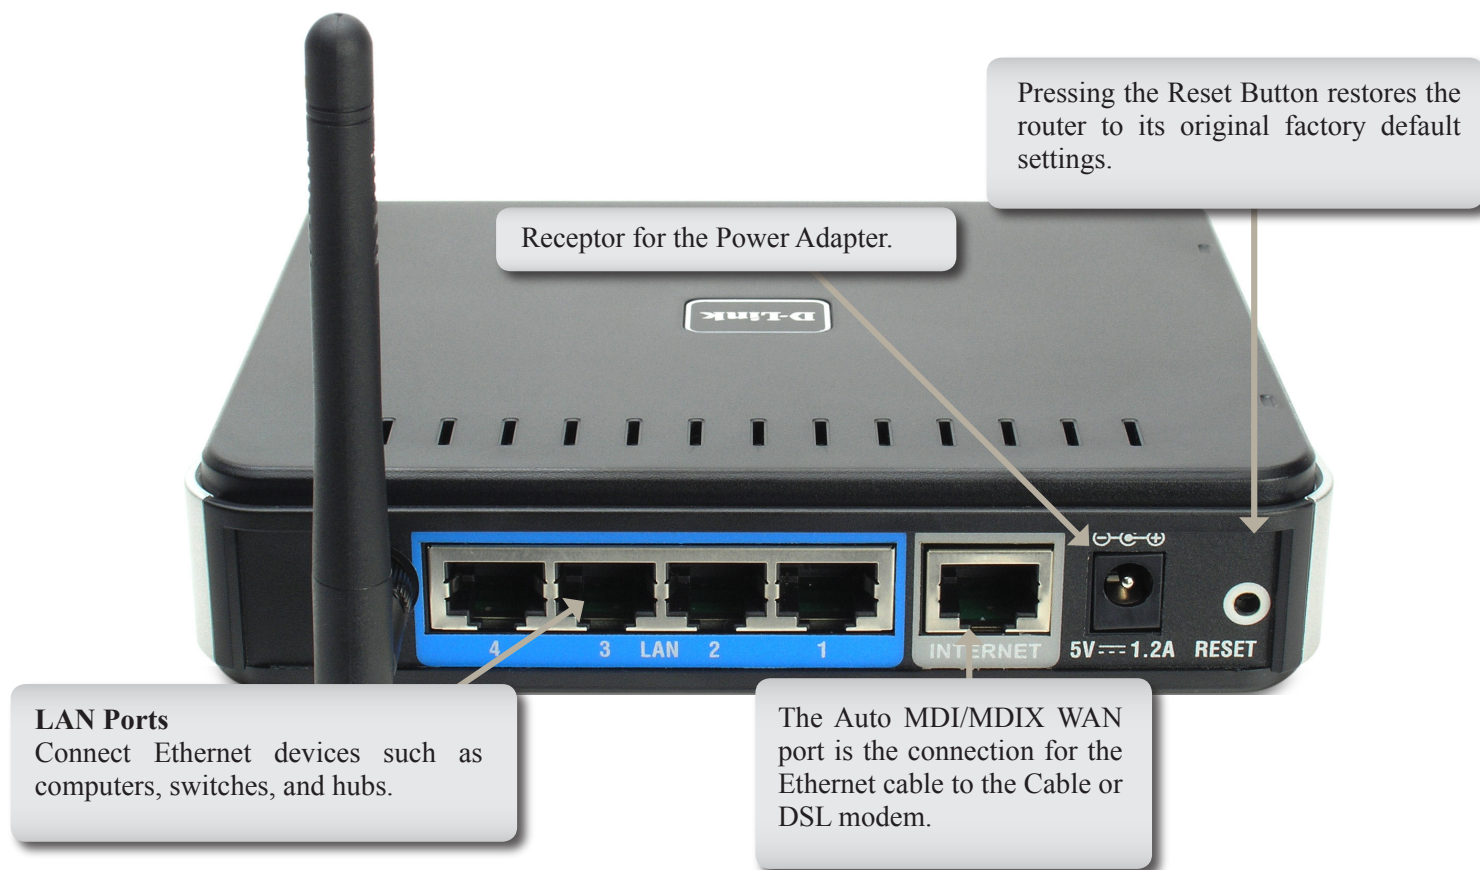 Pressing the Reset Button restores the
router to its original factory default
settings.
Receptor for the Power Adapter.
D-Link
4 3 LAN 2 1
INTERNET
5V⎓1.2A
RESET
LAN Ports
Connect Ethernet devices such as
computers, switches, and hubs.
The Auto MDI/MDIX WAN
port is the connection for the
Ethernet cable to the Cable or
DSL modem.